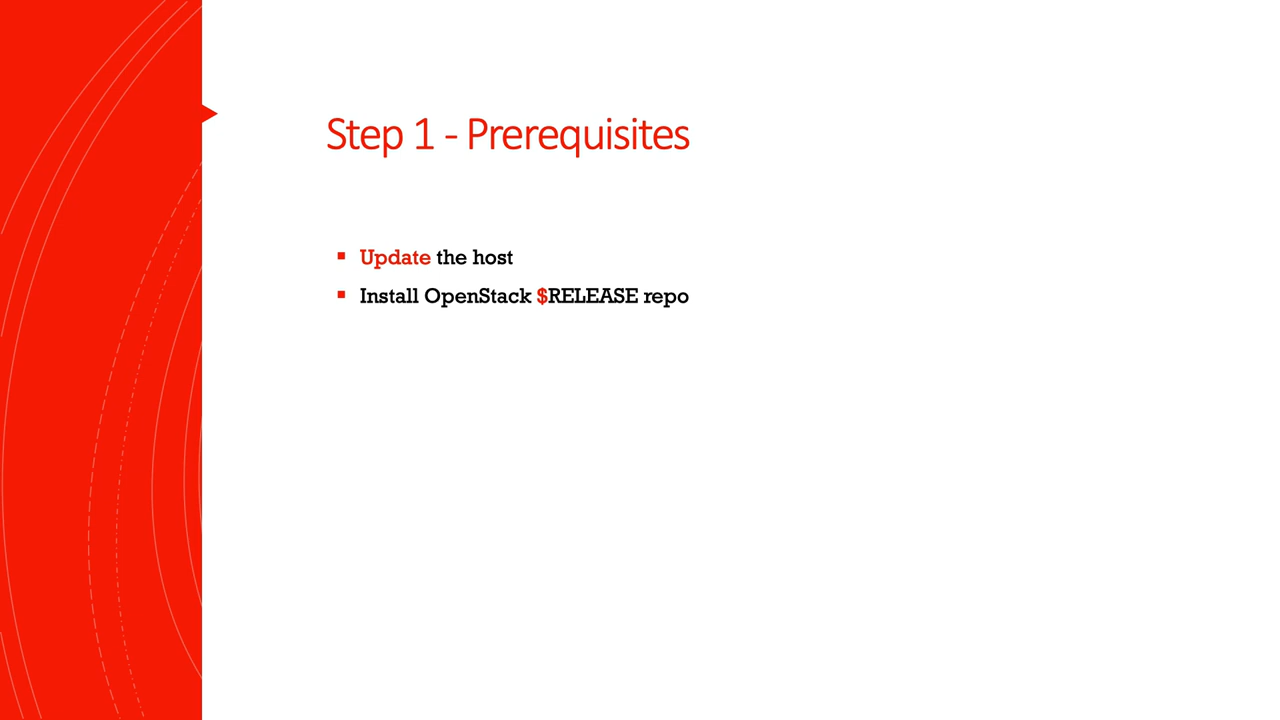 Step 1 - Prerequisites
Update the host
Install OpenStack $RELEASE repo